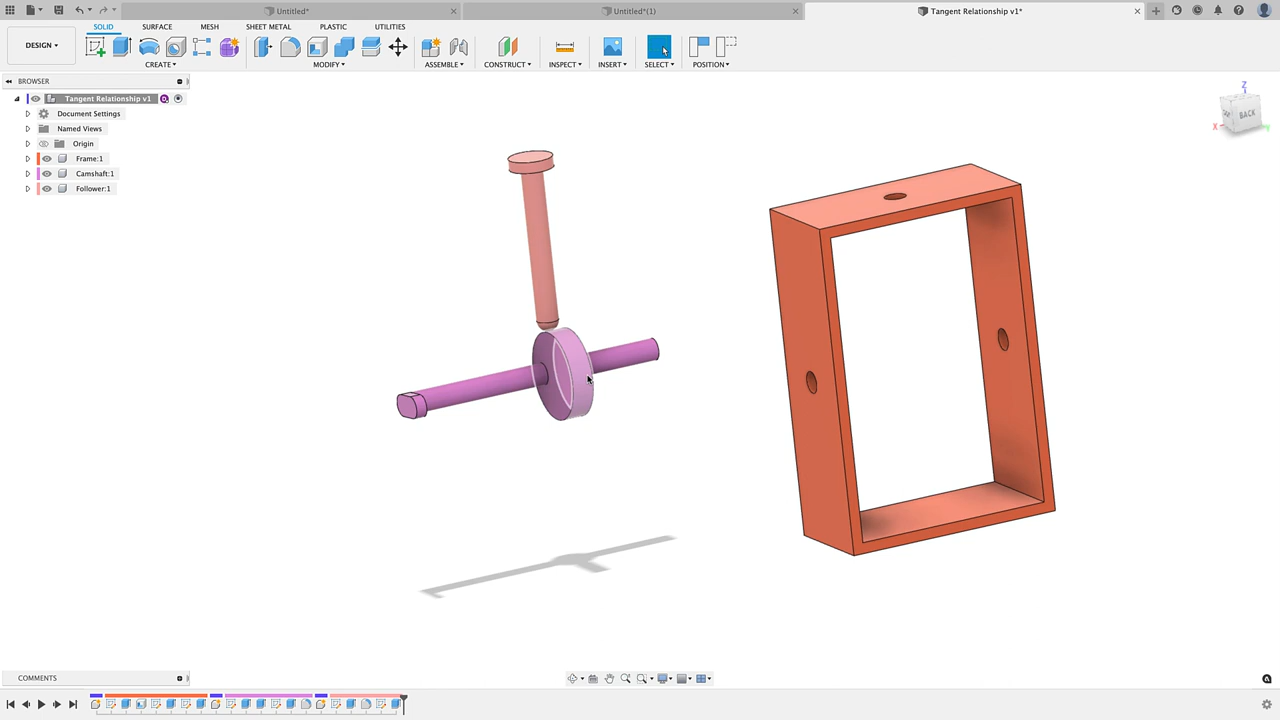 Untitled*
Untitled*(1)
Tangent Relationship v1*
SOLID SURFACE MESH SHEET METAL PLASTIC UTILITIES
DESIGN
CREATE MODIFY ASSEMBLE CONSTRUCT INSPECT INSERT SELECT POSITION
BROWSER
Tangent Relationship v1
Document Settings
Named Views
Origin
Frame:1
Camshaft:1
Follower:1
Z
BACK
X
Y
COMMENTS